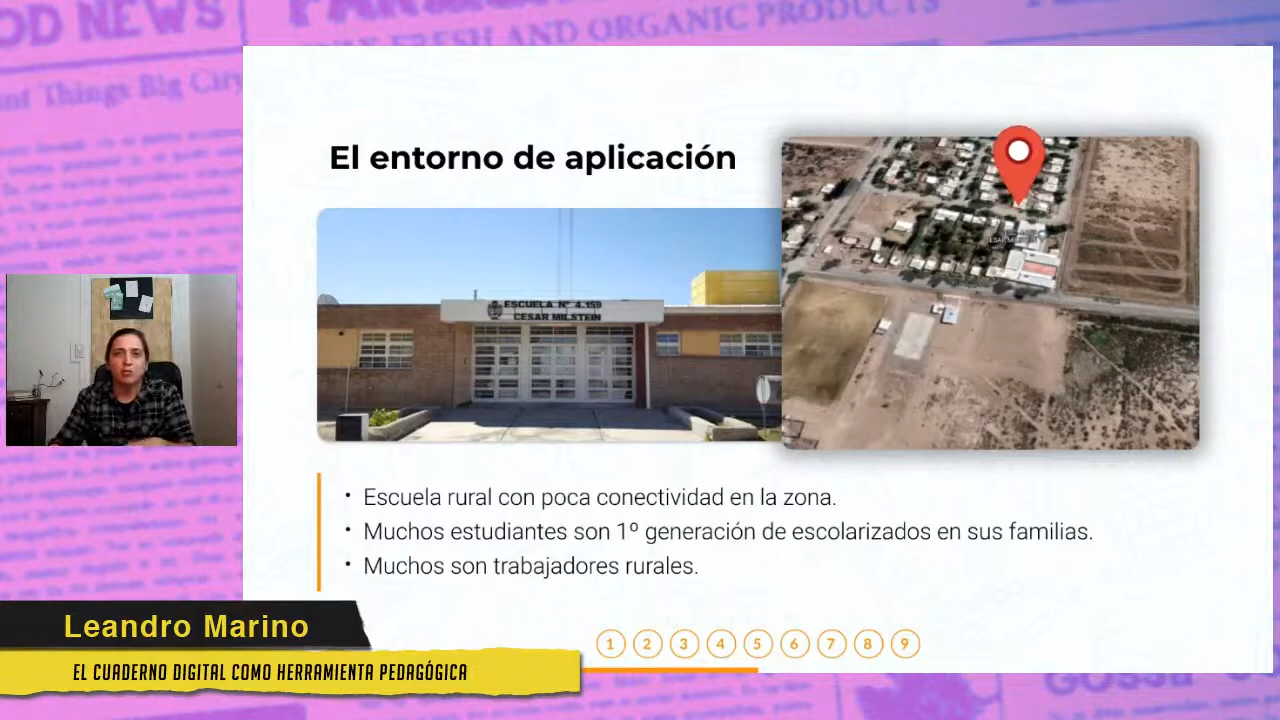 OD NEWS
FRESH AND ORGANIC PRODUCTS
Things Big City
El entorno de aplicación
ESCUELA Nº 4.159
CESAR MILSTEIN
• Escuela rural con poca conectividad en la zona.
• Muchos estudiantes son 1º generación de escolarizados en sus familias.
• Muchos son trabajadores rurales.
Leandro Marino
EL CUADERNO DIGITAL COMO HERRAMIENTA PEDAGÓGICA
1 2 3 4 5 6 7 8 9